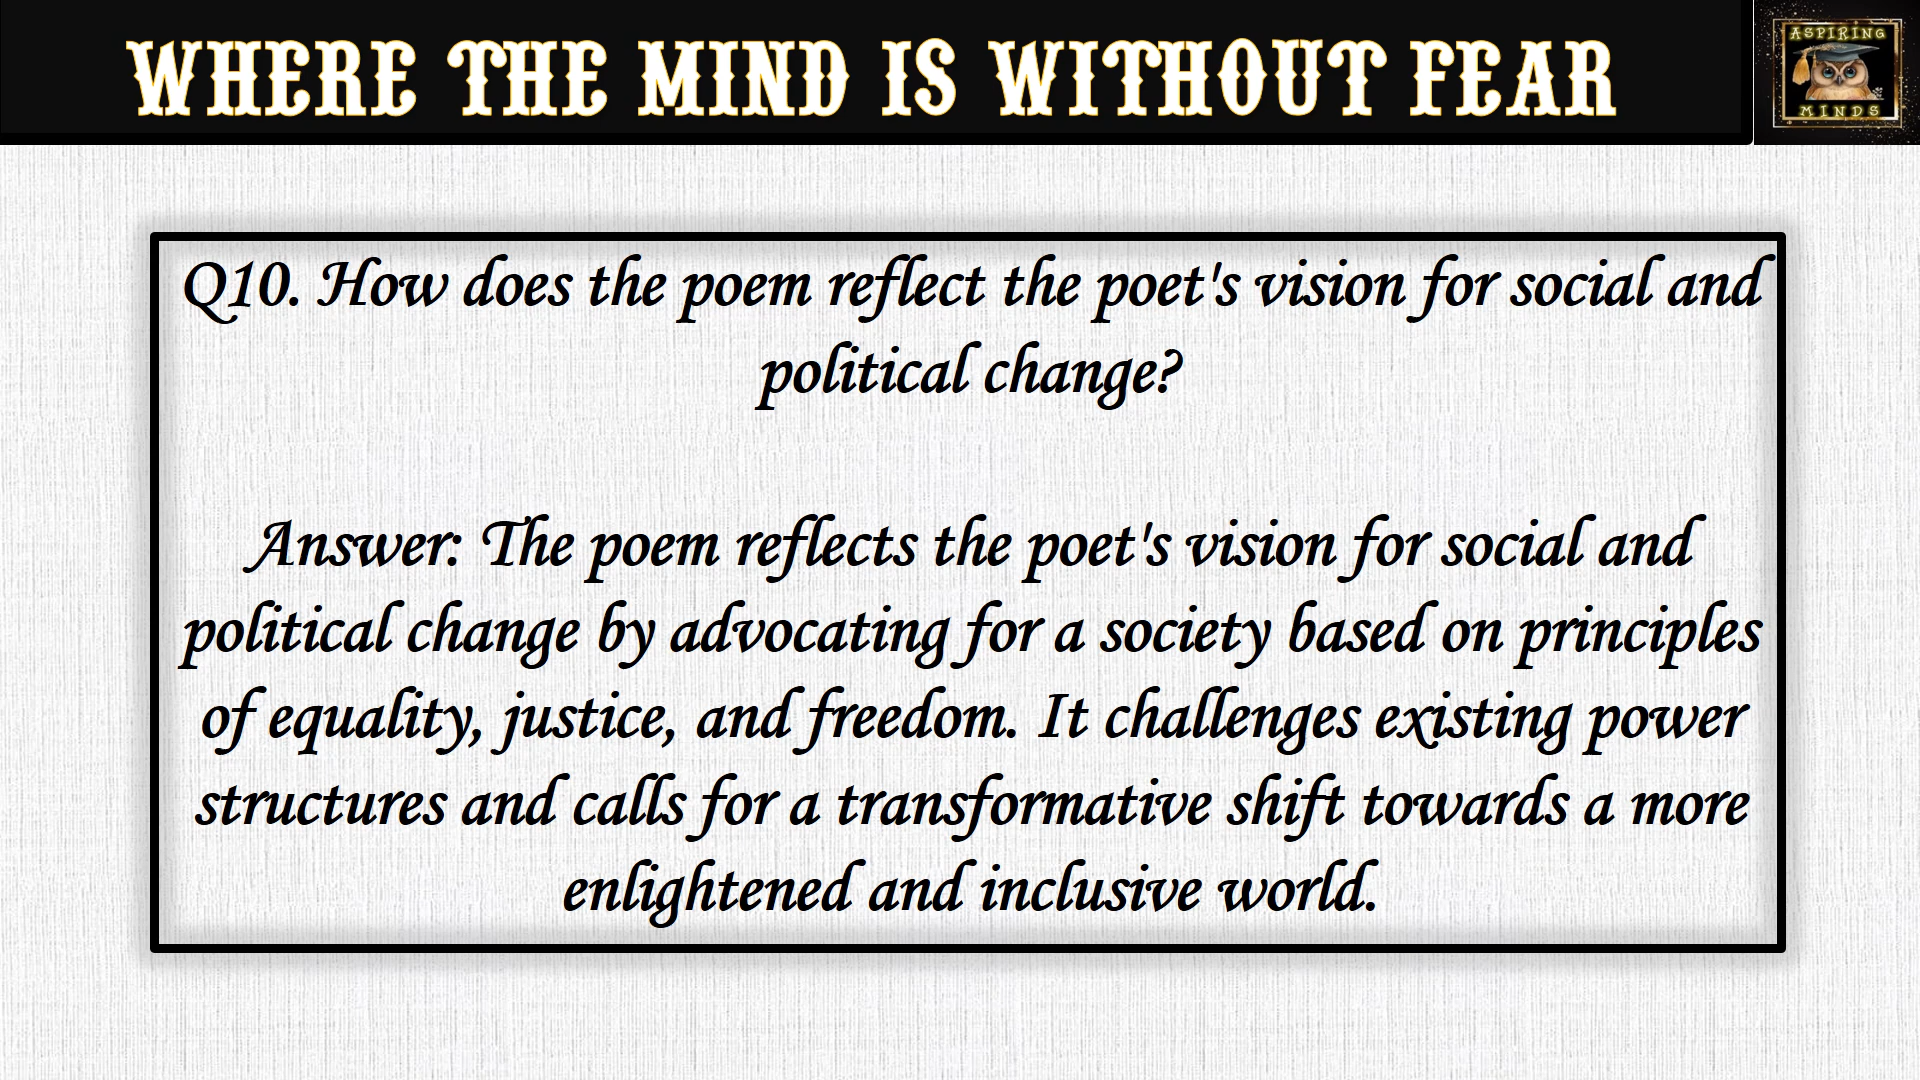 WHERE THE MIND IS WITHOUT FEAR
ASPIRING
MINDS
Q10. How does the poem reflect the poet's vision for social and
political change?
Answer: The poem reflects the poet's vision for social and
political change by advocating for a society based on principles
of equality, justice, and freedom. It challenges existing power
structures and calls for a transformative shift towards a more
enlightened and inclusive world.